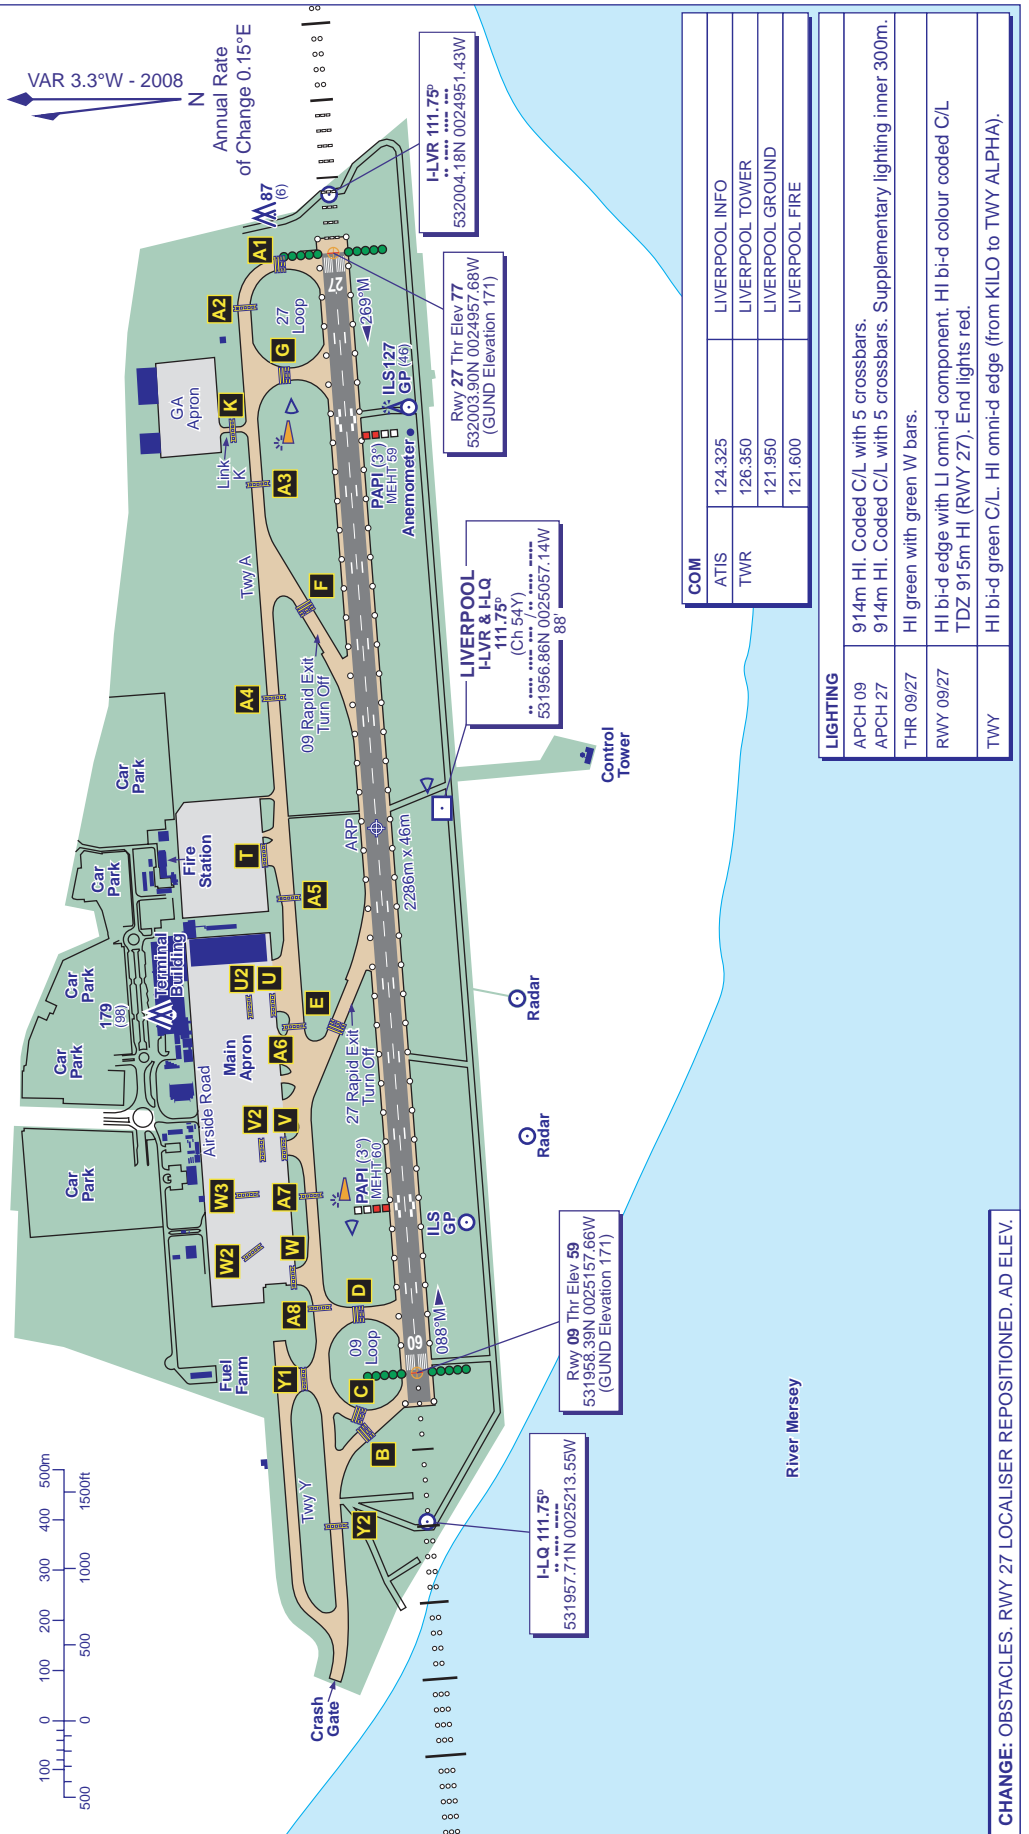 500m
400
300
200
100
0
100
1500ft
1000
500
0
500
VAR 3.3°W - 2008
N
Annual Rate
of Change 0.15°E
Car
Park
Car
Park
Car
Park
Car
Park
Car
Park
179
(98)
Terminal
Building
Fire
Station
Airside Road
Main
Apron
Fuel
Farm
GA
Apron
Link
K
87
(6)
Crash
Gate
Twy Y
Twy A
Y2
Y1
B
C
D
A8
W
W2
W3
A7
V
V2
A6
U2
U
E
A5
T
A4
F
A3
K
G
A2
A1
09
Loop
27
Loop
27 Rapid Exit
Turn Off
09 Rapid Exit
Turn Off
PAPI (3°)
MEHT 60
PAPI (3°)
MEHT 59
Anemometer
ILS127
GP (46)
ILS
GP
09
27
088°M
269°M
ARP
2286m x 46m
Radar
Radar
Control
Tower
River Mersey
I-LVR 111.75ᴰ
•• •••• •••• •••
532004.18N 0024951.43W
Rwy 27 Thr Elev 77
532003.90N 0024957.68W
(GUND Elevation 171)
LIVERPOOL
I-LVR & I-LQ
111.75ᴰ
(Ch 54Y)
•• •••• •••• ••• / •• •••• ••••
531956.86N 0025057.14W
88'
Rwy 09 Thr Elev 59
531958.39N 0025157.66W
(GUND Elevation 171)
I-LQ 111.75ᴰ
•• •••• ••••
531957.71N 0025213.55W
COM
ATIS 124.325 LIVERPOOL INFO
TWR 126.350 LIVERPOOL TOWER
121.950 LIVERPOOL GROUND
121.600 LIVERPOOL FIRE
LIGHTING
APCH 09 914m HI. Coded C/L with 5 crossbars.
APCH 27 914m HI. Coded C/L with 5 crossbars. Supplementary lighting inner 300m.
THR 09/27 HI green with green W bars.
RWY 09/27 HI bi-d edge with LI omni-d component. HI bi-d colour coded C/L
TDZ 915m HI (RWY 27). End lights red.
TWY HI bi-d green C/L. HI omni-d edge (from KILO to TWY ALPHA).
CHANGE: OBSTACLES. RWY 27 LOCALISER REPOSITIONED. AD ELEV.